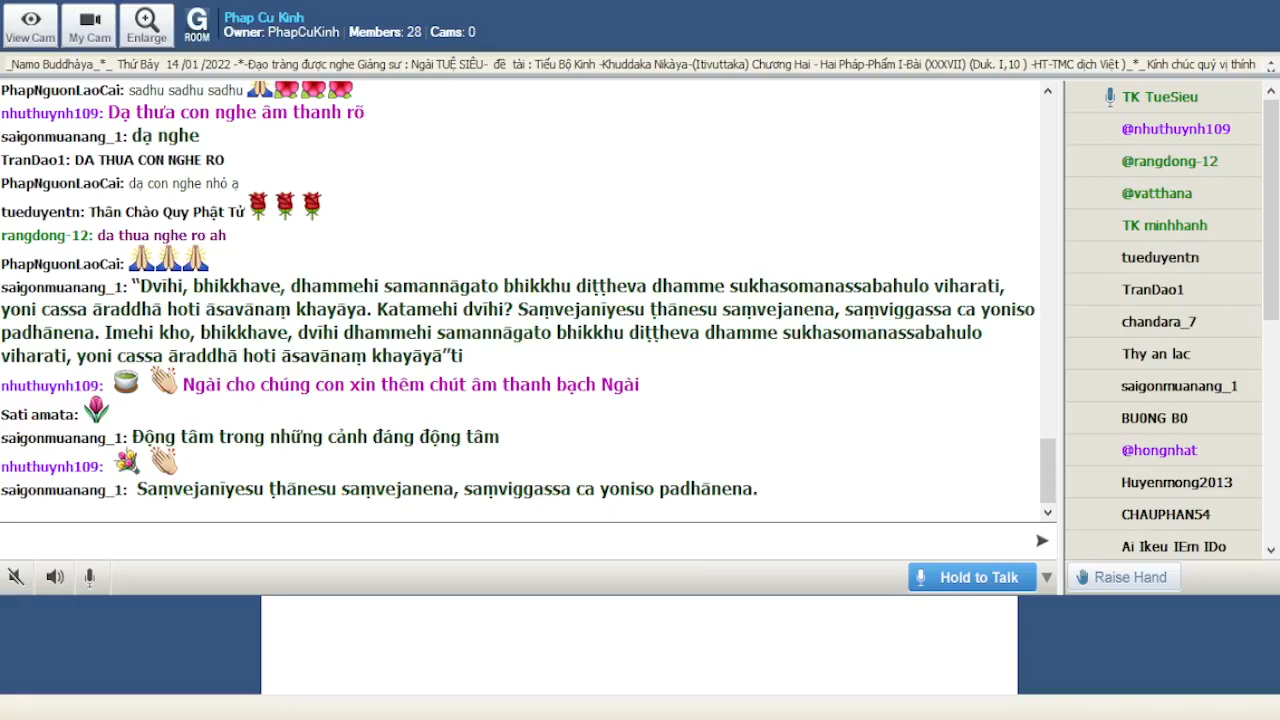 View Cam
My Cam
Enlarge
G
ROOM
Phap Cu Kinh
Owner: PhapCuKinh | Members: 28 | Cams: 0
_Namo Buddhàya_*_ Thứ Bảy 14 /01 /2022 -*-Đạo tràng được nghe Giảng sư : Ngài TUỆ SIÊU- đề tài : Tiểu Bộ Kinh -Khuddaka Nikàya-(Itivuttaka) Chương Hai - Hai Pháp-Phẩm I-Bài (XXXVII) (Duk. I,10 ) -HT-TMC dịch Việt )_*_ Kính chúc quý vị thính
PhapNguonLaoCai: sadhu sadhu sadhu
nhuthuynh109: Dạ thưa con nghe âm thanh rõ
saigonmuanang_1: dạ nghe
TranDao1: DA THUA CON NGHE RO
PhapNguonLaoCai: dạ con nghe nhỏ ạ
tueduyentn: Thân Chào Quy Phật Tử
rangdong-12: da thua nghe ro ah
PhapNguonLaoCai:
saigonmuanang_1: “Dvīhi, bhikkhave, dhammehi samannāgato bhikkhu diṭṭheva dhamme sukhasomanassabahulo viharati,
yoni cassa āraddhā hoti āsavānaṃ khayāya. Katamehi dvīhi? Saṃvejanīyesu ṭhānesu saṃvejanena, saṃviggassa ca yoniso
padhānena. Imehi kho, bhikkhave, dvīhi dhammehi samannāgato bhikkhu diṭṭheva dhamme sukhasomanassabahulo
viharati, yoni cassa āraddhā hoti āsavānaṃ khayāyā”ti
nhuthuynh109: Ngài cho chúng con xin thêm chút âm thanh bạch Ngài
Sati amata:
saigonmuanang_1: Động tâm trong những cảnh đáng động tâm
nhuthuynh109:
saigonmuanang_1: Saṃvejanīyesu ṭhānesu saṃvejanena, saṃviggassa ca yoniso padhānena.
Hold to Talk
TK TueSieu
@nhuthuynh109
@rangdong-12
@vatthana
TK minhhanh
tueduyentn
TranDao1
chandara_7
Thy an lac
saigonmuanang_1
BU0NG B0
@hongnhat
Huyenmong2013
CHAUPHAN54
Ai Ikeu IEm IDo
Raise Hand